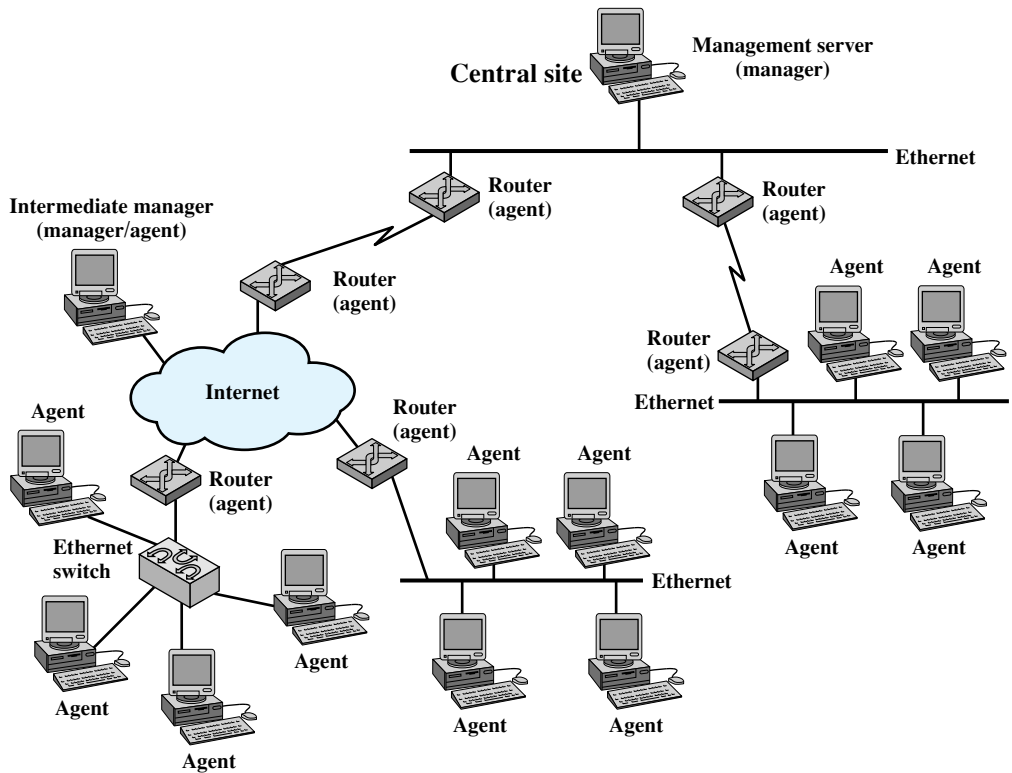 Management server
(manager)
Central site
Ethernet
Router
(agent)
Router
(agent)
Intermediate manager
(manager/agent)
Router
(agent)
Agent
Agent
Router
(agent)
Internet
Ethernet
Agent
Router
(agent)
Router
(agent)
Agent
Agent
Agent
Agent
Ethernet
switch
Ethernet
Agent
Agent
Agent
Agent
Agent